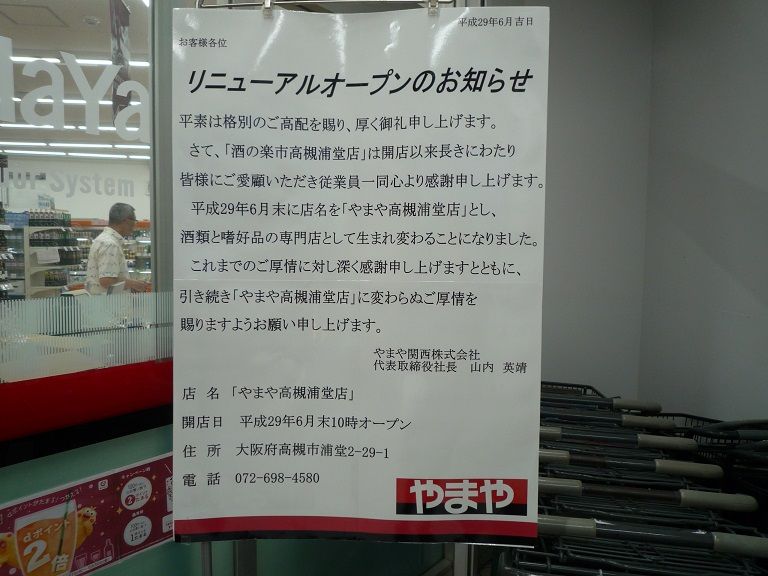 平成29年6月吉日
お客様各位
リニューアルオープンのお知らせ
平素は格別のご高配を賜り、厚く御礼申し上げます。
さて、「酒の楽市高槻浦堂店」は開店以来長きにわたり
皆様にご愛顧いただき従業員一同心より感謝申し上げます。
平成29年6月末に店名を「やまや高槻浦堂店」とし、
酒類と嗜好品の専門店として生まれ変わることになりました。
これまでのご厚情に対し深く感謝申し上げますとともに、
引き続き「やまや高槻浦堂店」に変わらぬご厚情を
賜りますようお願い申し上げます。
やまや関西株式会社
代表取締役社長 山内 英靖
店 名 「やまや高槻浦堂店」
開店日 平成29年6月末10時オープン
住 所 大阪府高槻市浦堂2-29-1
電 話 072-698-4580
やまや
aYa
System
dポイント
2倍